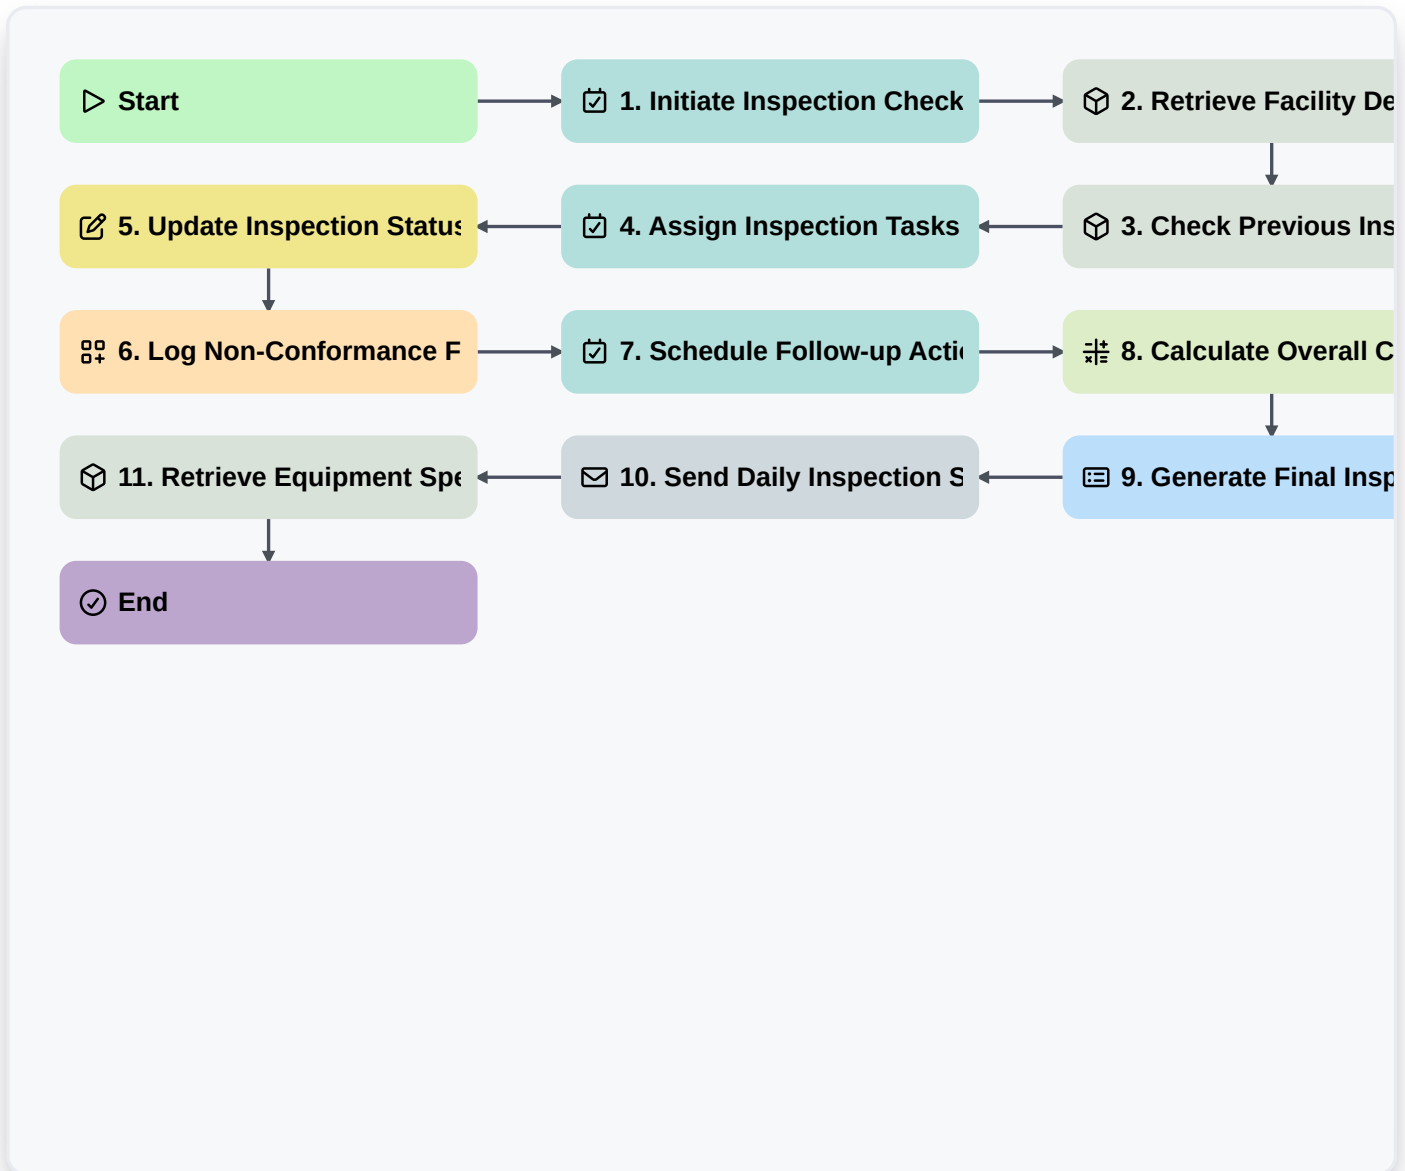 Start
1. Initiate Inspection Check
2. Retrieve Facility De
5. Update Inspection Status
4. Assign Inspection Tasks
3. Check Previous Ins
6. Log Non-Conformance F
7. Schedule Follow-up Acti
8. Calculate Overall C
11. Retrieve Equipment Spe
10. Send Daily Inspection S
9. Generate Final Insp
End